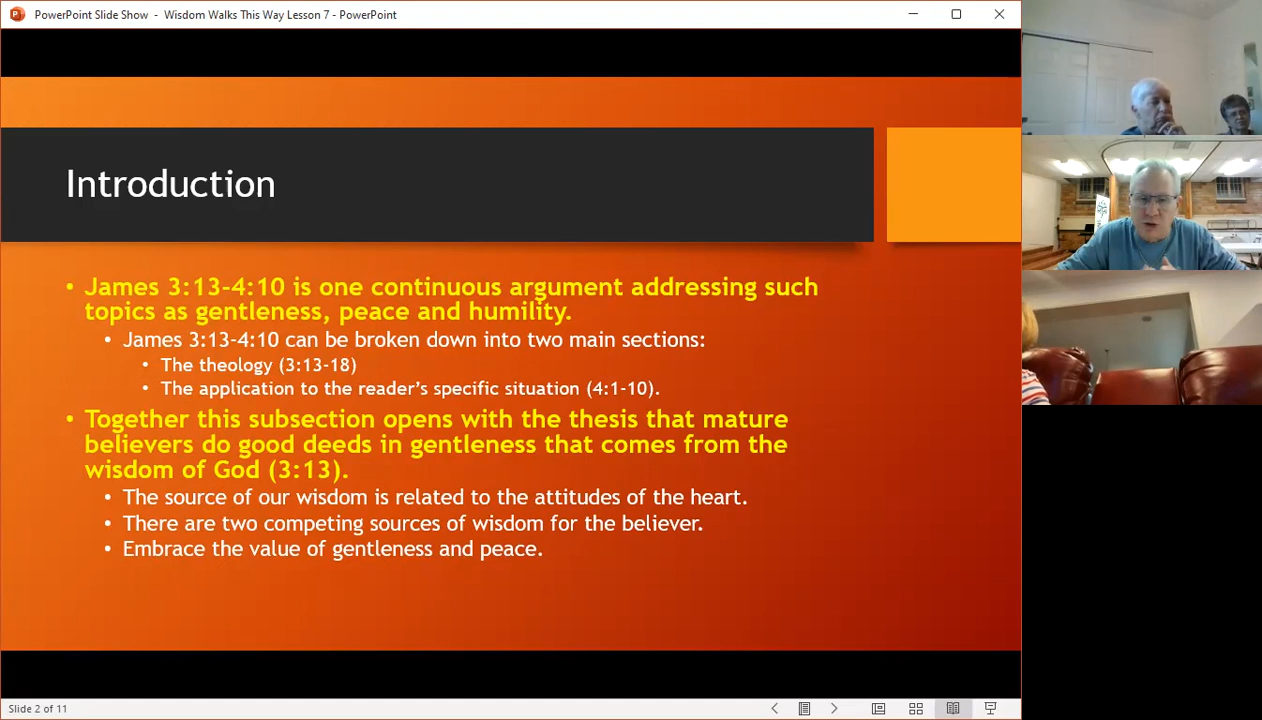 PowerPoint Slide Show - Wisdom Walks This Way Lesson 7 - PowerPoint
Introduction
• James 3:13-4:10 is one continuous argument addressing such
topics as gentleness, peace and humility.
• James 3:13-4:10 can be broken down into two main sections:
• The theology (3:13-18)
• The application to the reader's specific situation (4:1-10).
• Together this subsection opens with the thesis that mature
believers do good deeds in gentleness that comes from the
wisdom of God (3:13).
• The source of our wisdom is related to the attitudes of the heart.
• There are two competing sources of wisdom for the believer.
• Embrace the value of gentleness and peace.
Slide 2 of 11